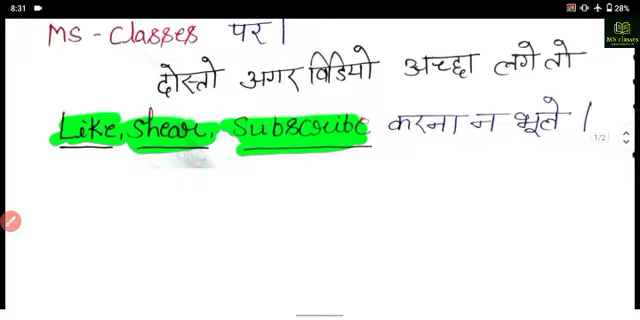 8:31
28%
MS CLASSES
MS-Classes पर |
दोस्तो अगर विडियो अच्छा लगे तो
Like, Shear, Subscribe करना न भूले |
1/2